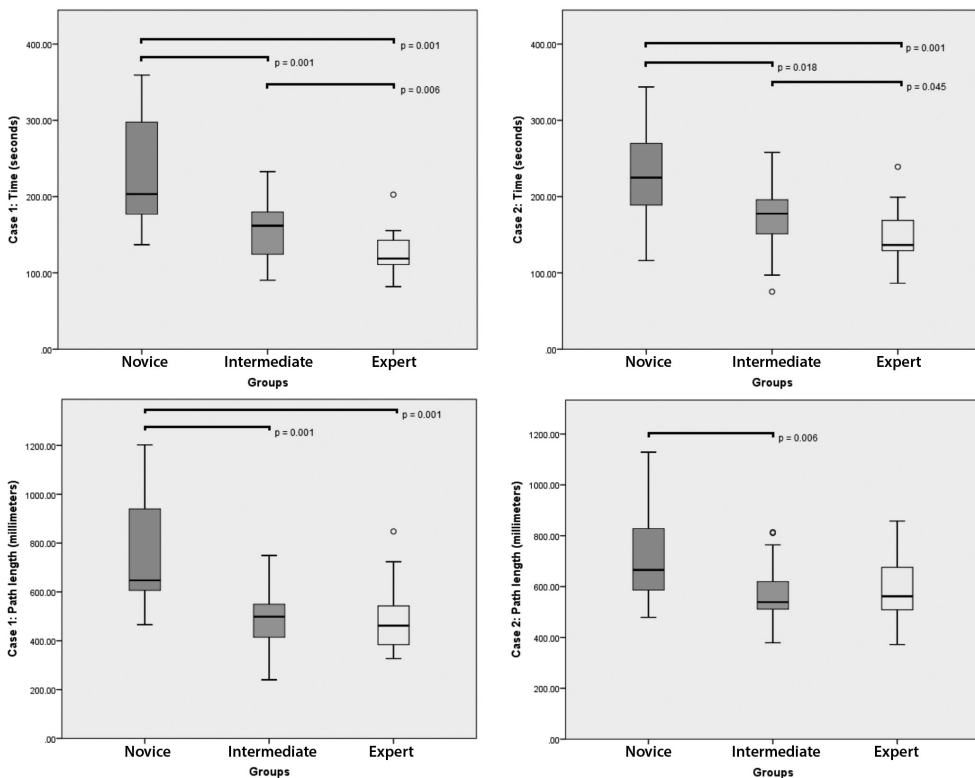 Case 1: Time (seconds)
400.00
300.00
200.00
100.00
.00
p = 0.001
p = 0.001
p = 0.006
Novice Intermediate Expert
Groups
Case 2: Time (seconds)
400.00
300.00
200.00
100.00
.00
p = 0.001
p = 0.018
p = 0.045
Novice Intermediate Expert
Groups
Case 1: Path length (millimeters)
1200.00
1000.00
800.00
600.00
400.00
200.00
.00
p = 0.001
p = 0.001
Novice Intermediate Expert
Groups
Case 2: Path length (millimeters)
1200.00
1000.00
800.00
600.00
400.00
200.00
.00
p = 0.006
Novice Intermediate Expert
Groups